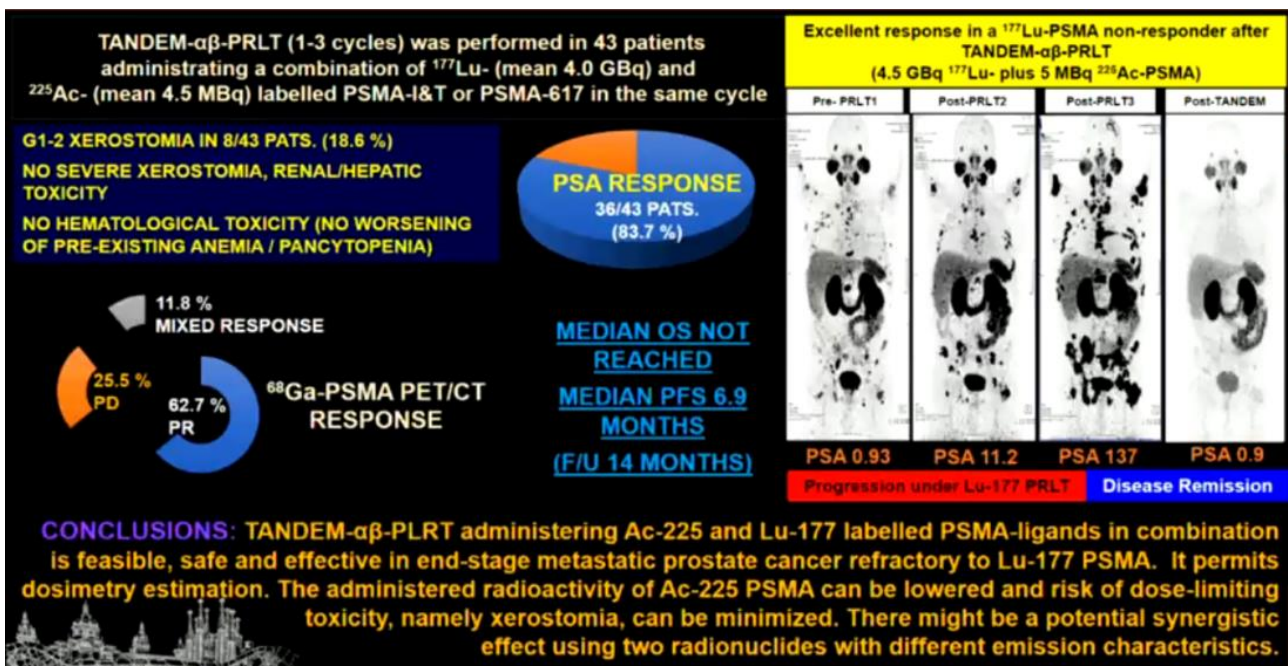 TANDEM-αβ-PRLT (1-3 cycles) was performed in 43 patients
administrating a combination of ¹⁷⁷Lu- (mean 4.0 GBq) and
²²⁵Ac- (mean 4.5 MBq) labelled PSMA-I&T or PSMA-617 in the same cycle
G1-2 XEROSTOMIA IN 8/43 PATS. (18.6 %)
NO SEVERE XEROSTOMIA, RENAL/HEPATIC
TOXICITY
NO HEMATOLOGICAL TOXICITY (NO WORSENING
OF PRE-EXISTING ANEMIA / PANCYTOPENIA)
PSA RESPONSE
36/43 PATS.
(83.7 %)
11.8 %
MIXED RESPONSE
25.5 %
PD
62.7 %
PR
⁶⁸Ga-PSMA PET/CT
RESPONSE
MEDIAN OS NOT
REACHED
MEDIAN PFS 6.9
MONTHS
(F/U 14 MONTHS)
Excellent response in a ¹⁷⁷Lu-PSMA non-responder after
TANDEM-αβ-PRLT
(4.5 GBq ¹⁷⁷Lu- plus 5 MBq ²²⁵Ac-PSMA)
Pre- PRLT1
Post-PRLT2
Post-PRLT3
Post-TANDEM
PSA 0.93
PSA 11.2
PSA 137
PSA 0.9
Progression under Lu-177 PRLT
Disease Remission
CONCLUSIONS: TANDEM-αβ-PLRT administering Ac-225 and Lu-177 labelled PSMA-ligands in combination
is feasible, safe and effective in end-stage metastatic prostate cancer refractory to Lu-177 PSMA. It permits
dosimetry estimation. The administered radioactivity of Ac-225 PSMA can be lowered and risk of dose-limiting
toxicity, namely xerostomia, can be minimized. There might be a potential synergistic
effect using two radionuclides with different emission characteristics.